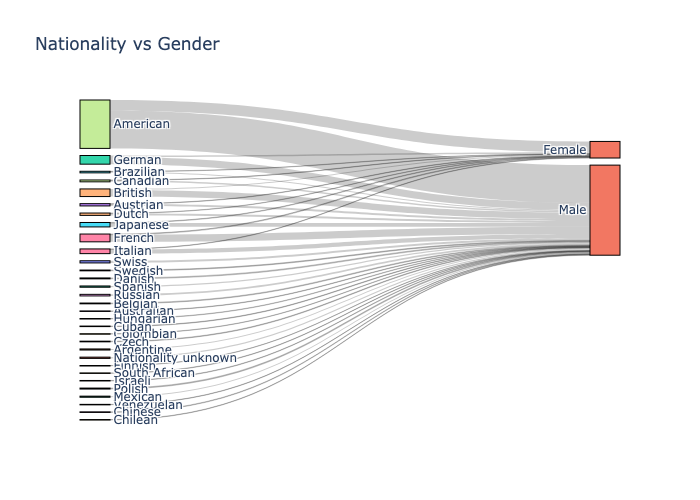 Nationality vs Gender
American
German
Brazilian
Canadian
British
Austrian
Dutch
Japanese
French
Italian
Swiss
Swedish
Danish
Spanish
Russian
Belgian
Australian
Hungarian
Cuban
Colombian
Czech
Argentine
Nationality unknown
Finnish
South African
Israeli
Polish
Mexican
Venezuelan
Chinese
Chilean
Female
Male